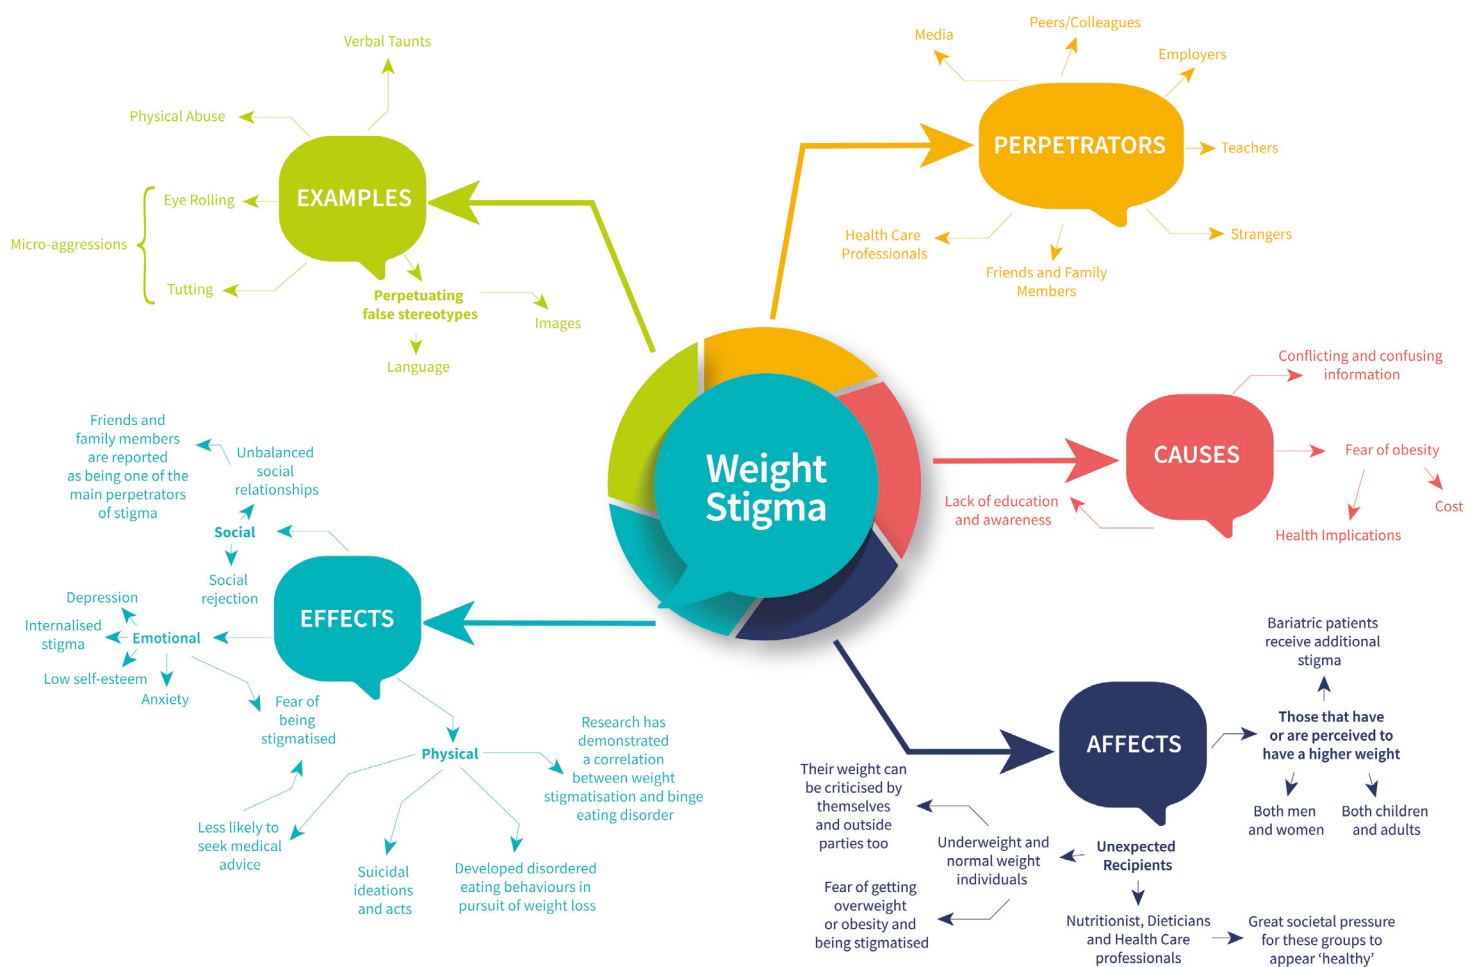 Weight
Stigma
EXAMPLES
Verbal Taunts
Physical Abuse
Eye Rolling
Micro-aggressions
Tutting
Perpetuating
false stereotypes
Images
Language
PERPETRATORS
Media
Peers/Colleagues
Employers
Teachers
Strangers
Friends and Family
Members
Health Care
Professionals
CAUSES
Conflicting and confusing
information
Fear of obesity
Cost
Health Implications
Lack of education
and awareness
EFFECTS
Social
Unbalanced
social
relationships
Friends and
family members
are reported
as being one of the
main perpetrators
of stigma
Social
rejection
Emotional
Depression
Internalised
stigma
Low self-esteem
Anxiety
Fear of
being
stigmatised
Physical
Research has
demonstrated
a correlation
between weight
stigmatisation and binge
eating disorder
Less likely to
seek medical
advice
Suicidal
ideations
and acts
Developed disordered
eating behaviours in
pursuit of weight loss
AFFECTS
Bariatric patients
receive additional
stigma
Those that have
or are perceived to
have a higher weight
Both men
and women
Both children
and adults
Unexpected
Recipients
Underweight and
normal weight
individuals
Their weight can
be criticised by
themselves
and outside
parties too
Fear of getting
overweight
or obesity and
being stigmatised
Nutritionist, Dieticians
and Health Care
professionals
Great societal pressure
for these groups to
appear ‘healthy’